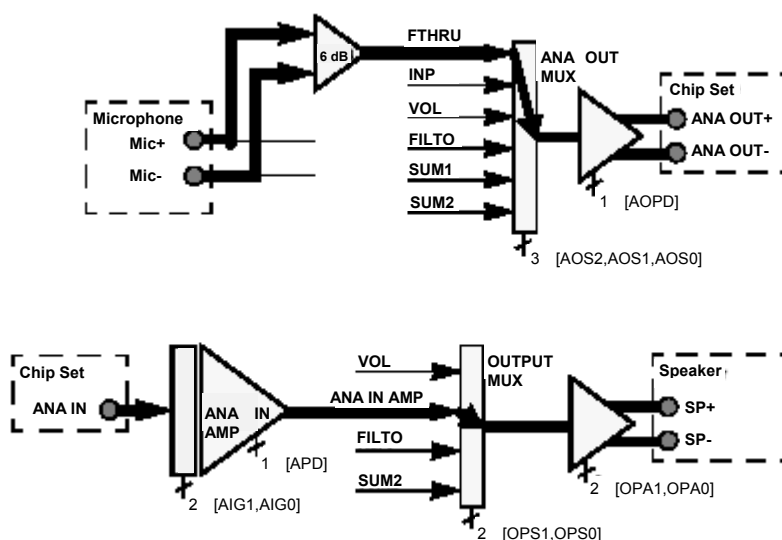 FTHRU
6 dB
ANA OUT
MUX
INP
Chip Set
VOL
Microphone
ANA OUT+
Mic+
FILTO
ANA OUT-
Mic-
SUM1
1 [AOPD]
SUM2
3 [AOS2,AOS1,AOS0]
Chip Set
VOL
OUTPUT
MUX
Speaker
ANA IN
ANA IN
AMP
ANA IN AMP
SP+
FILTO
SP-
1 [APD]
SUM2
2 [OPA1,OPA0]
2 [AIG1,AIG0]
2 [OPS1,OPS0]